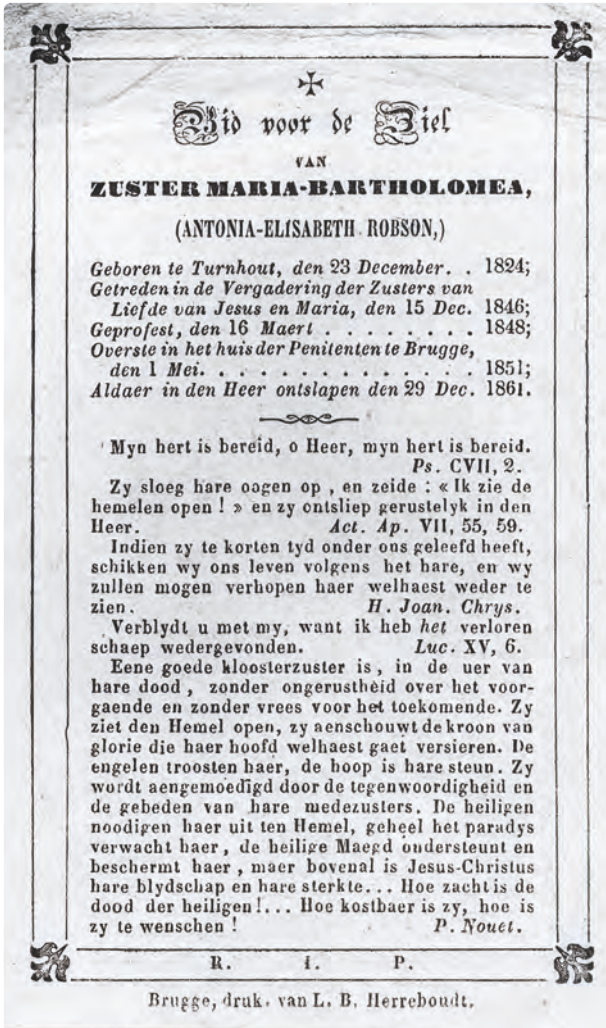 Bid voor de Ziel
VAN
ZUSTER MARIA-BARTHOLOMEA,
(ANTONIA-ELISABETH ROBSON,)
Geboren te Turnhout, den 23 December. . 1824;
Getreden in de Vergadering der Zusters van
Liefde van Jesus en Maria, den 15 Dec. 1846;
Geprofest, den 16 Maert . . . . . . . . 1848;
Overste in het huis der Penitenten te Brugge,
den 1 Mei. . . . . . . . . . . . . 1851;
Aldaer in den Heer ontslapen den 29 Dec. 1861.
Myn hert is bereid, o Heer, myn hert is bereid.
Ps. CVII, 2.
Zy sloeg hare oogen op , en zeide : « Ik zie de
hemelen open ! » en zy ontsliep gerustelyk in den
Heer. Act. Ap. VII, 55, 59.
Indien zy te korten tyd onder ons geleefd heeft,
schikken wy ons leven volgens het hare, en wy
zullen mogen verhopen haer welhaest weder te
zien. H. Joan. Chrys.
Verblydt u met my, want ik heb het verloren
schaep wedergevonden. Luc. XV, 6.
Eene goede kloosterzuster is , in de uer van
hare dood , zonder ongerustheid over het voor-
gaende en zonder vrees voor het toekomende. Zy
ziet den Hemel open, zy aenschouwt de kroon van
glorie die haer hoofd welhaest gaet versieren. De
engelen troosten haer, de hoop is hare steun. Zy
wordt aengemoedigd door de tegenwoordigheid en
de gebeden van hare medezusters. De heiligen
noodigen haer uit ten Hemel, geheel het paradys
verwacht haer , de heilige Maegd ondersteunt en
beschermt haer , maer bovenal is Jesus-Christus
hare blydschap en hare sterkte... Hoe zacht is de
dood der heiligen !... Hoe kostbaer is zy, hoe is
zy te wenschen ! P. Nouet.
R. I. P.
Brugge, druk. van L. B. Herreboudt.